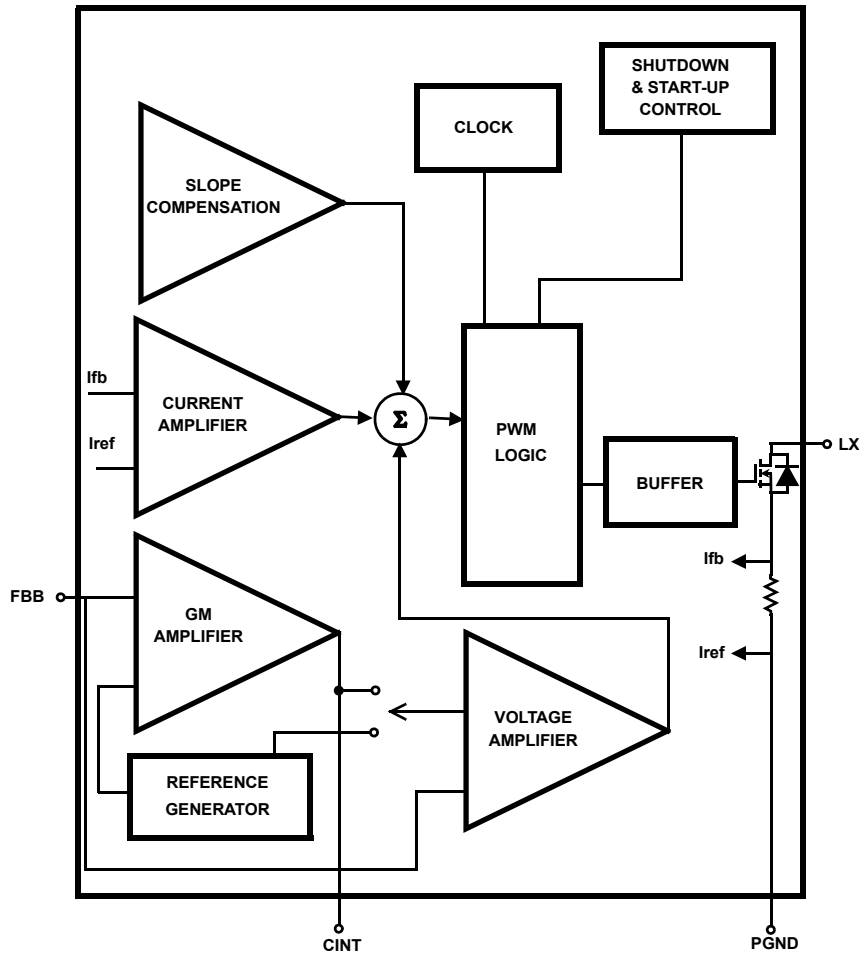 SHUTDOWN
& START-UP
CONTROL
CLOCK
SLOPE
COMPENSATION
Ifb
Iref
CURRENT
AMPLIFIER
Σ
PWM
LOGIC
BUFFER
LX
Ifb
Iref
FBB
GM
AMPLIFIER
VOLTAGE
AMPLIFIER
REFERENCE
GENERATOR
CINT
PGND